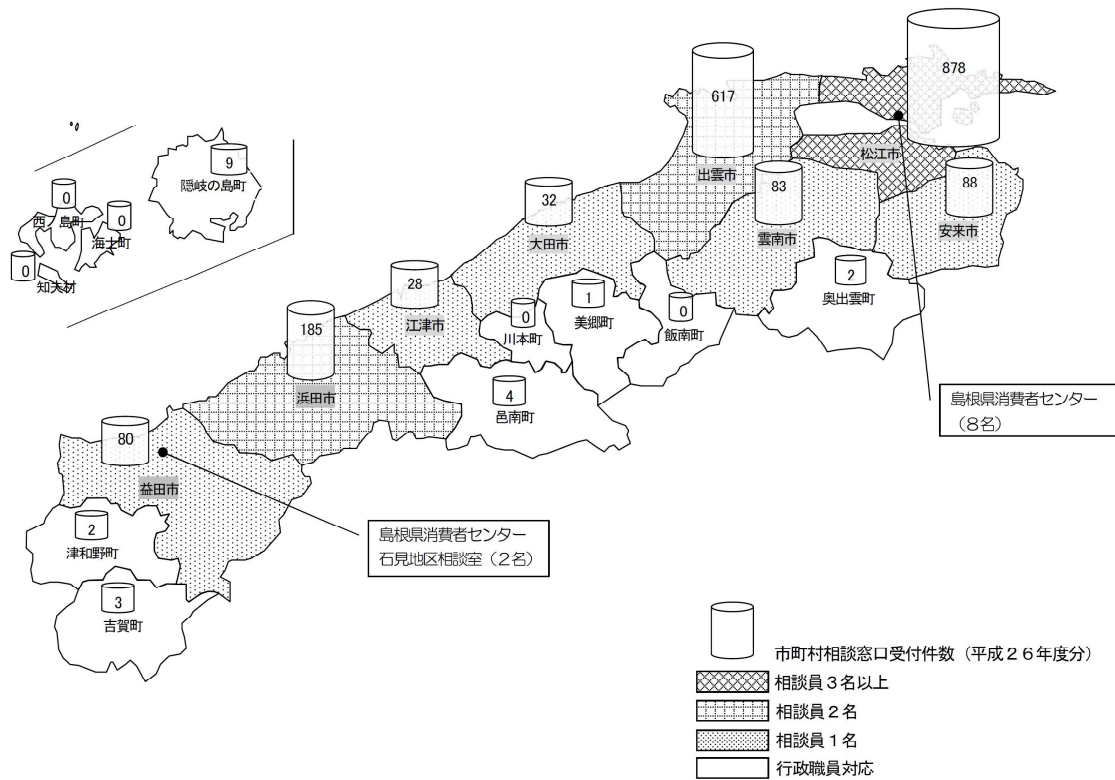 878
617
松江市
9
隠岐の島町
出雲市
83
88
0
32
雲南市
安来市
西ノ島町
0
海士町
大田市
2
奥出雲町
0
知夫村
28
1
0
美郷町
0
飯南町
江津市
川本町
185
4
邑南町
浜田市
島根県消費者センター
(8名)
80
益田市
2
津和野町
島根県消費者センター
石見地区相談室(2名)
3
吉賀町
市町村相談窓口受付件数(平成26年度分)
相談員3名以上
相談員2名
相談員1名
行政職員対応